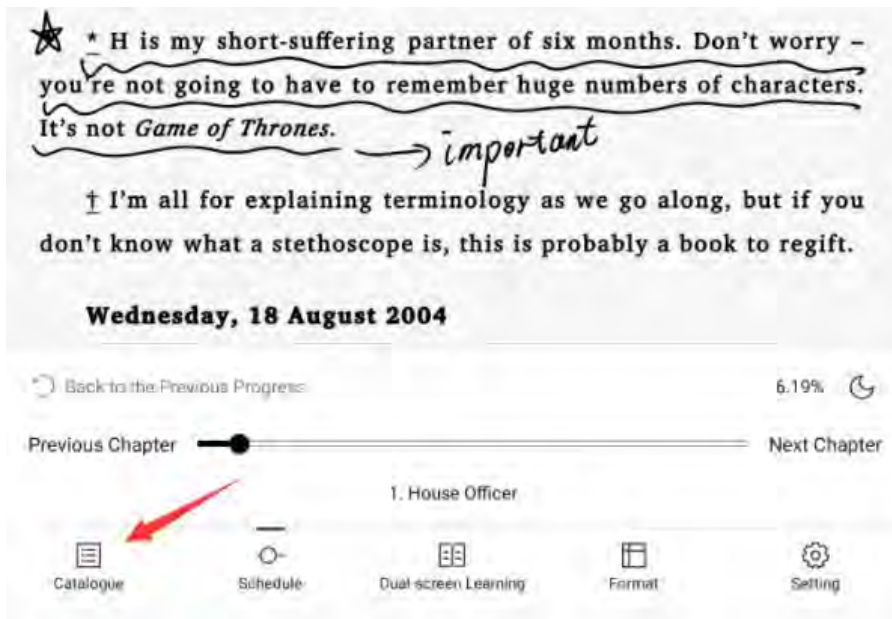 * H is my short-suffering partner of six months. Don't worry –
you're not going to have to remember huge numbers of characters.
It's not Game of Thrones.
important
† I'm all for explaining terminology as we go along, but if you
don't know what a stethoscope is, this is probably a book to regift.
Wednesday, 18 August 2004
Back to the Previous Progress 6.19%
Previous Chapter Next Chapter
1. House Officer
Catalogue Schedule Dual-screen Learning Format Setting